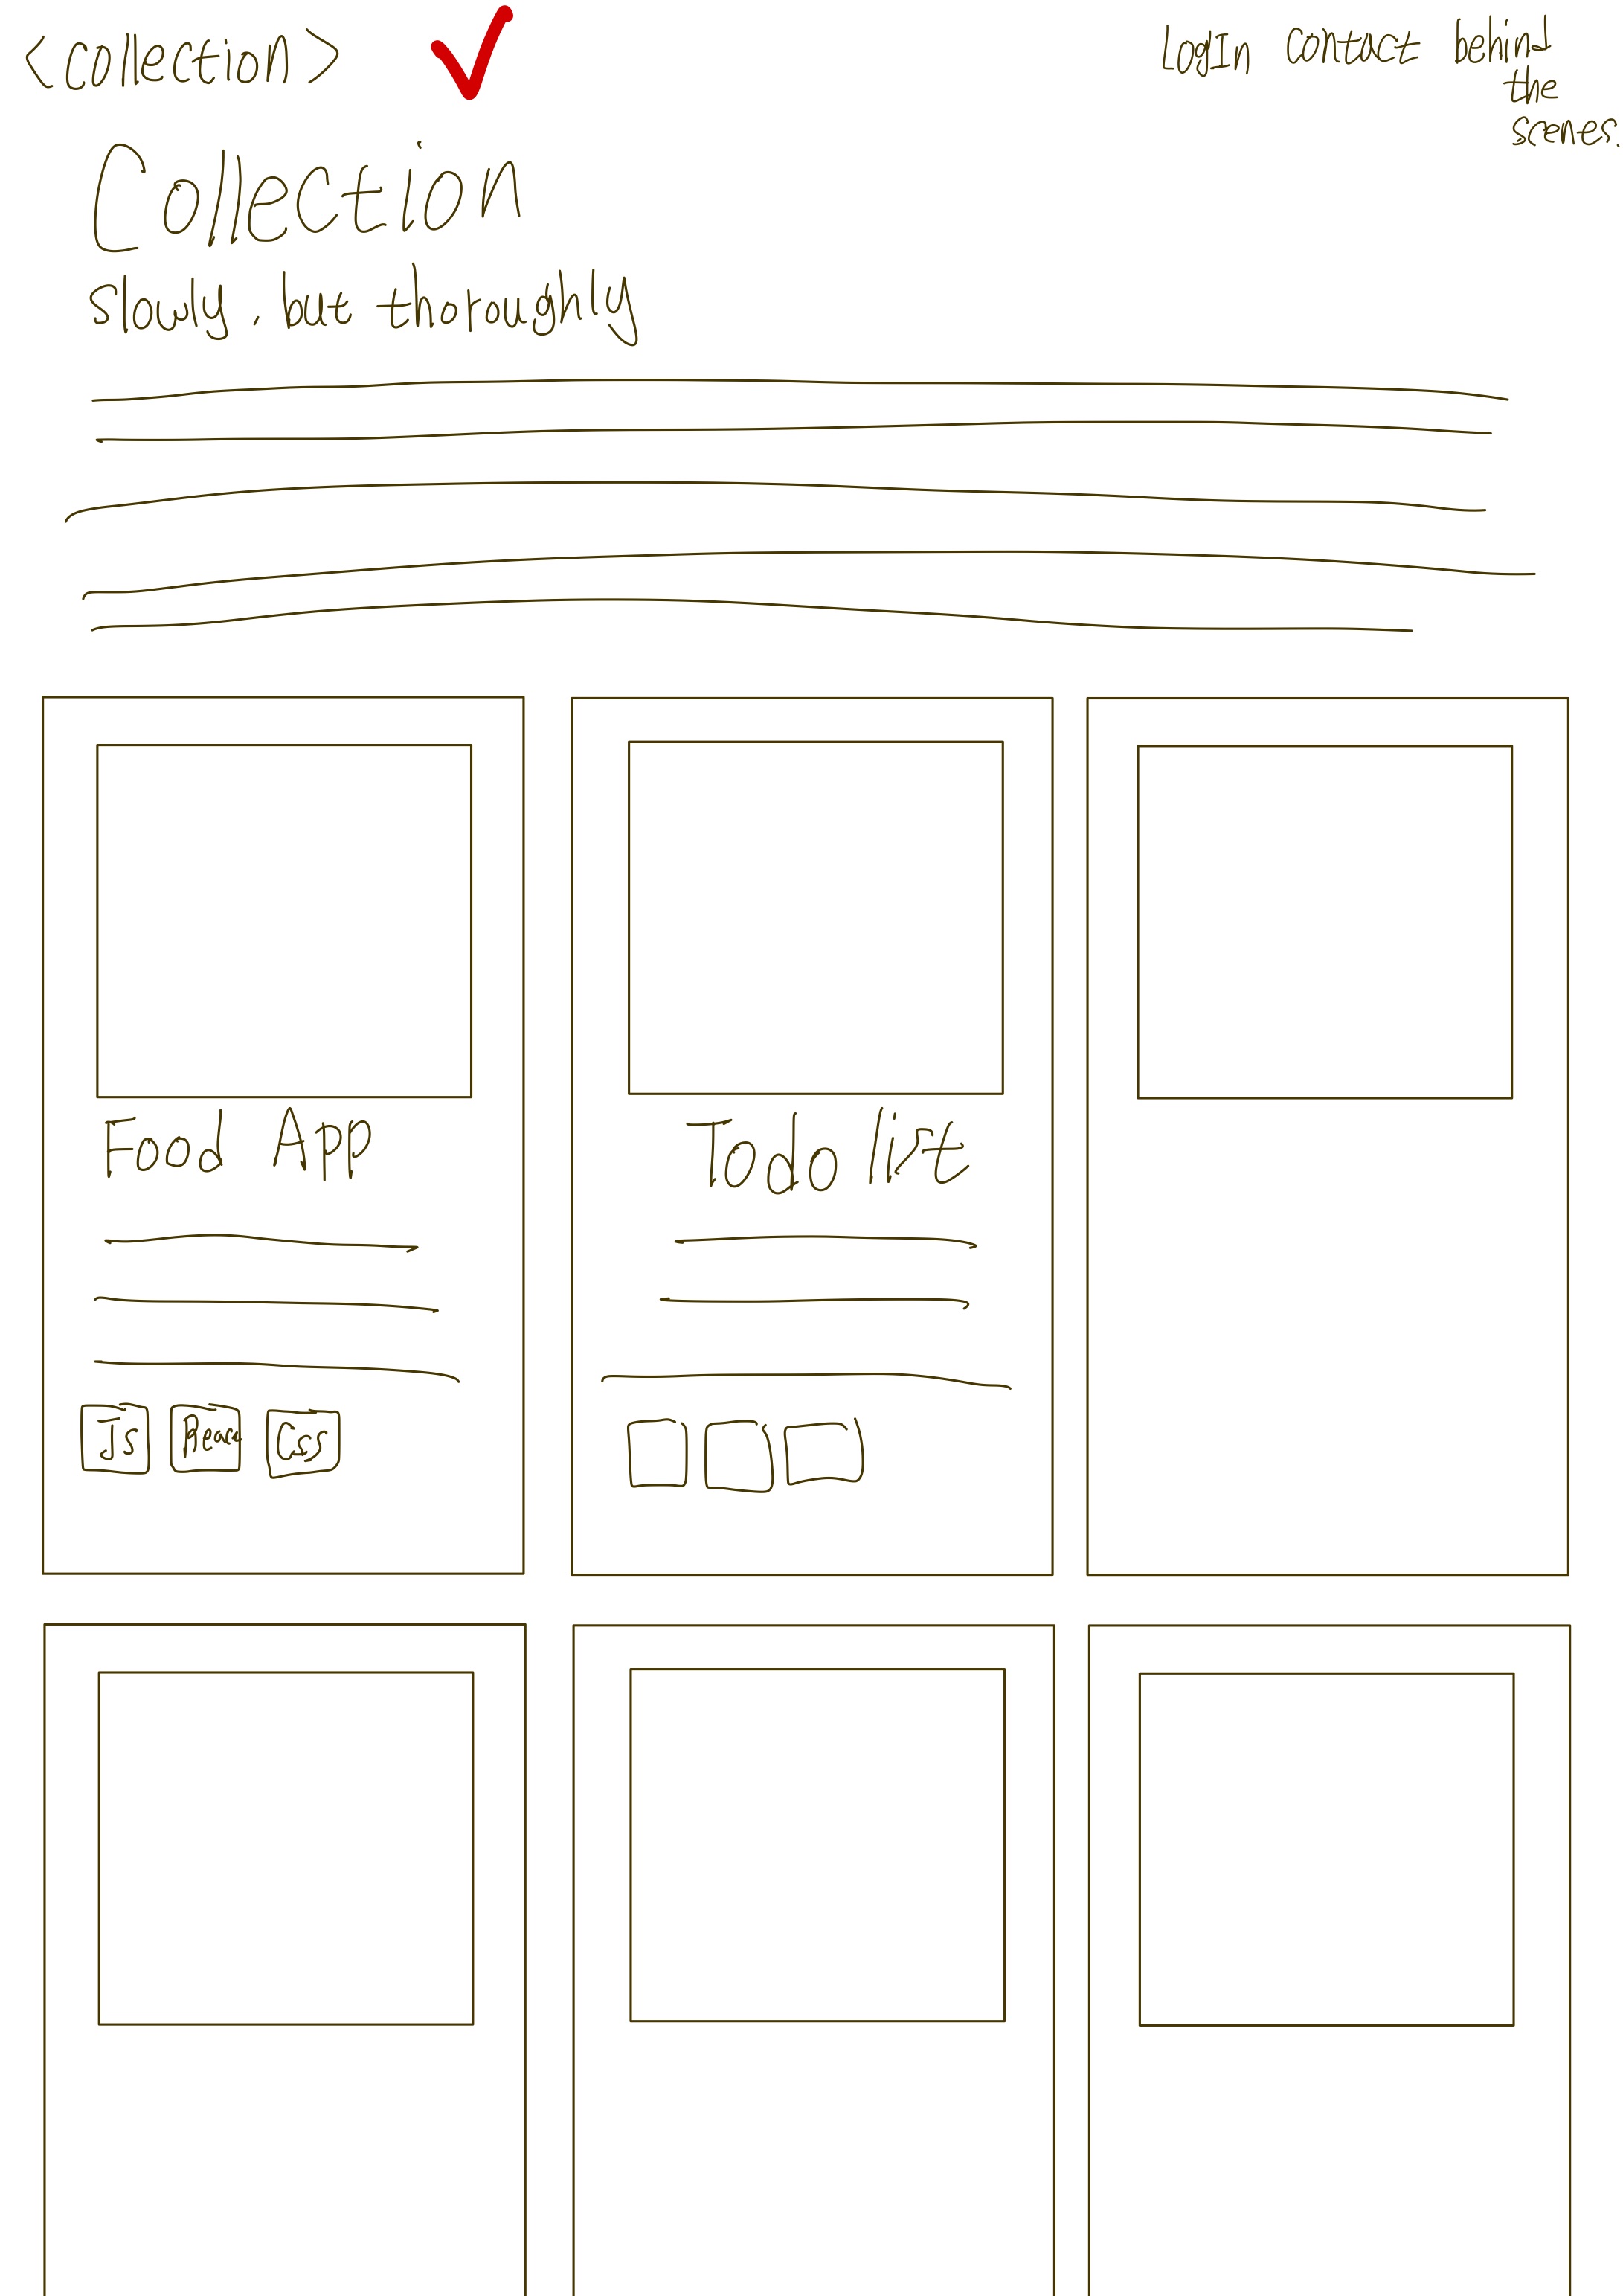 <Collection>
LogIn Contact behind
the
scenes.
Collection
slowly, but thoroughly
Food App
Todo list
Js React Css